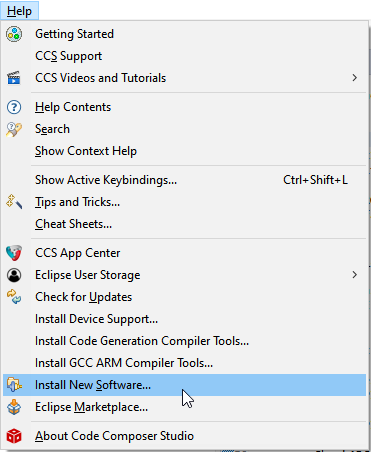 Help
Getting Started
CCS Support
CCS Videos and Tutorials
Help Contents
Search
Show Context Help
Show Active Keybindings... Ctrl+Shift+L
Tips and Tricks...
Cheat Sheets...
CCS App Center
Eclipse User Storage
Check for Updates
Install Device Support...
Install Code Generation Compiler Tools...
Install GCC ARM Compiler Tools...
Install New Software...
Eclipse Marketplace...
About Code Composer Studio